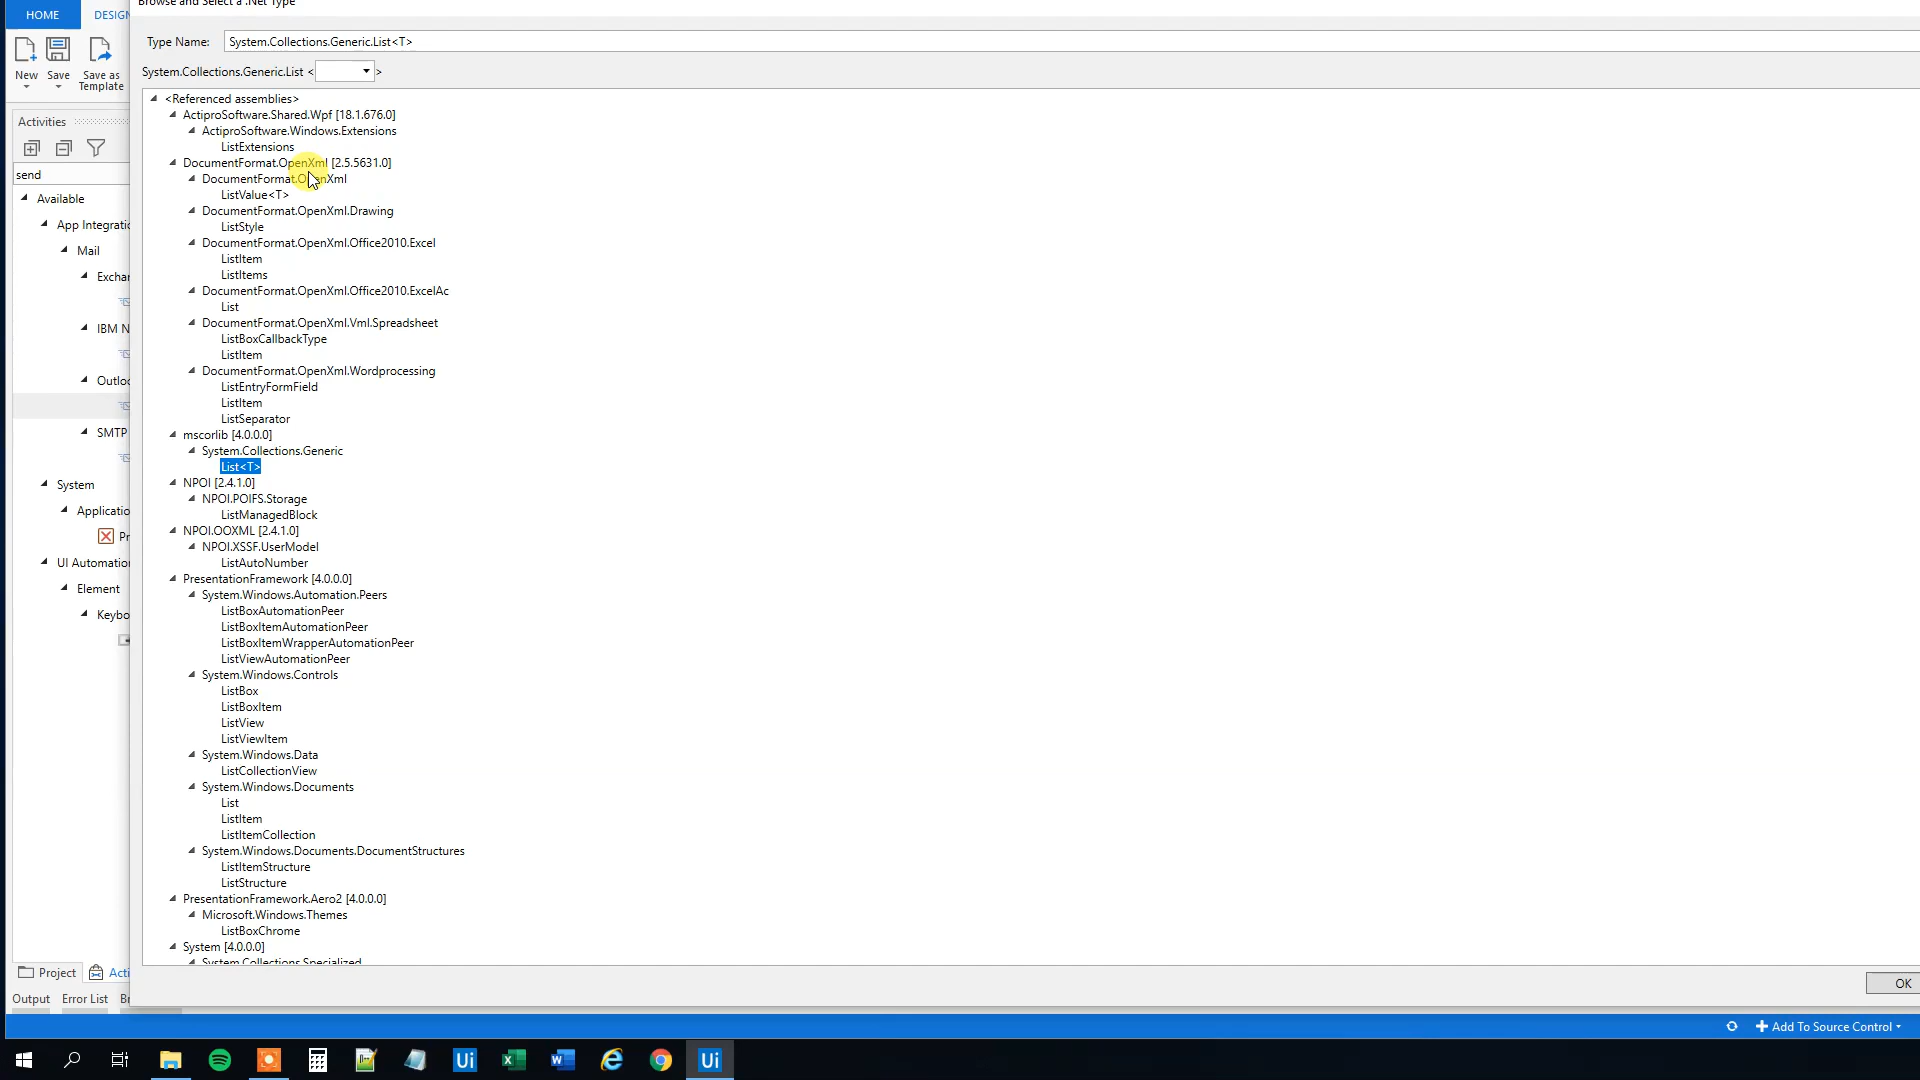 Browse and Select a .Net Type
HOME
DESIGN
Type Name:
System.Collections.Generic.List<T>
System.Collections.Generic.List <
>
New
Save
Save as
Template
Activities
send
Available
App Integratio
Mail
Exchan
IBM N
Outloo
SMTP
System
Applicatio
Pr
UI Automation
Element
Keybo
<Referenced assemblies>
ActiproSoftware.Shared.Wpf [18.1.676.0]
ActiproSoftware.Windows.Extensions
ListExtensions
DocumentFormat.OpenXml [2.5.5631.0]
DocumentFormat.OpenXml
ListValue<T>
DocumentFormat.OpenXml.Drawing
ListStyle
DocumentFormat.OpenXml.Office2010.Excel
ListItem
ListItems
DocumentFormat.OpenXml.Office2010.ExcelAc
List
DocumentFormat.OpenXml.Vml.Spreadsheet
ListBoxCallbackType
ListItem
DocumentFormat.OpenXml.Wordprocessing
ListEntryFormField
ListItem
ListSeparator
mscorlib [4.0.0.0]
System.Collections.Generic
List<T>
NPOI [2.4.1.0]
NPOI.POIFS.Storage
ListManagedBlock
NPOI.OOXML [2.4.1.0]
NPOI.XSSF.UserModel
ListAutoNumber
PresentationFramework [4.0.0.0]
System.Windows.Automation.Peers
ListBoxAutomationPeer
ListBoxItemAutomationPeer
ListBoxItemWrapperAutomationPeer
ListViewAutomationPeer
System.Windows.Controls
ListBox
ListBoxItem
ListView
ListViewItem
System.Windows.Data
ListCollectionView
System.Windows.Documents
List
ListItem
ListItemCollection
System.Windows.Documents.DocumentStructures
ListItemStructure
ListStructure
PresentationFramework.Aero2 [4.0.0.0]
Microsoft.Windows.Themes
ListBoxChrome
System [4.0.0.0]
System.Collections.Specialized
Project
Acti
OK
Output
Error List
Br
Add To Source Control
Ui
Ui